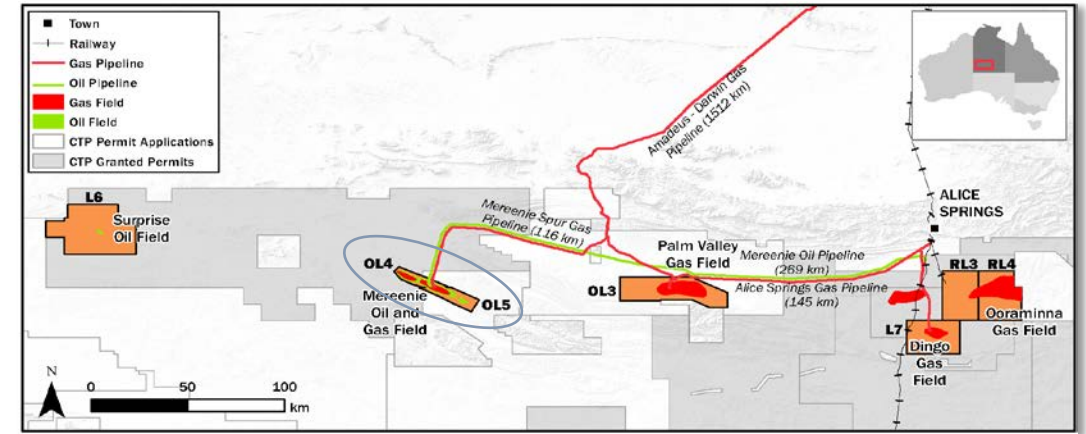 Town
Railway
Gas Pipeline
Oil Pipeline
Gas Field
Oil Field
CTP Permit Applications
CTP Granted Permits
Amadeus - Darwin Gas
Pipeline (1512 km)
L6
Surprise
Oil Field
Mereenie Spur Gas
Pipeline (116 km)
OL4
OL5
Mereenie
Oil and
Gas Field
Palm Valley
Gas Field
OL3
Mereenie Oil Pipeline
(269 km)
Alice Springs Gas Pipeline
(145 km)
ALICE
SPRINGS
RL3
RL4
Ooraminna
Gas Field
L7
Dingo
Gas
Field
N
0 50 100
km